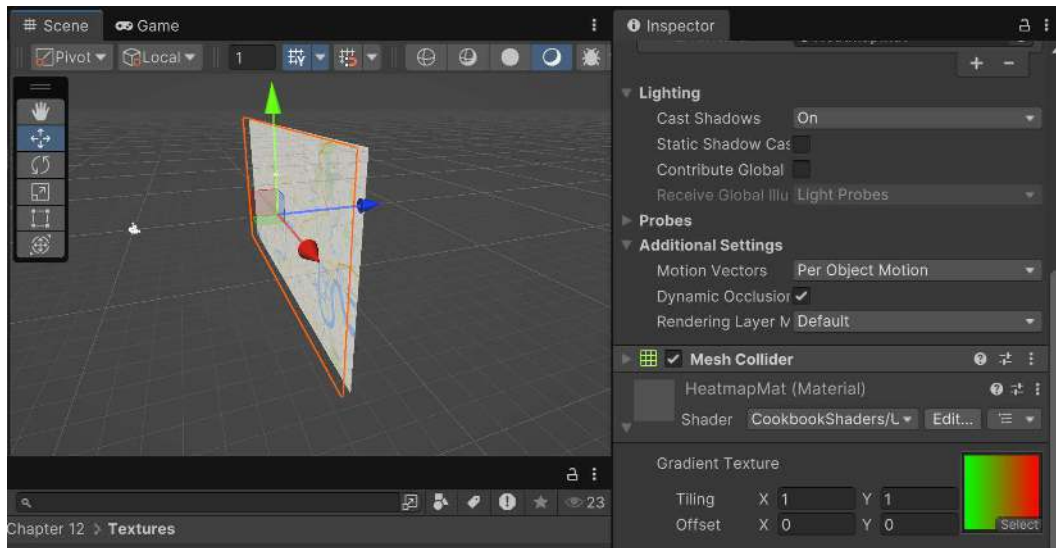 Scene
Game
Pivot
Local
1
23
Chapter 12 > Textures
Inspector
+ -
Lighting
Cast Shadows On
Static Shadow Cas
Contribute Global
Receive Global Illu Light Probes
Probes
Additional Settings
Motion Vectors Per Object Motion
Dynamic Occlusion
Rendering Layer M Default
Mesh Collider
HeatmapMat (Material)
Shader CookbookShaders/U Edit...
Gradient Texture
Tiling X 1 Y 1
Offset X 0 Y 0
Select